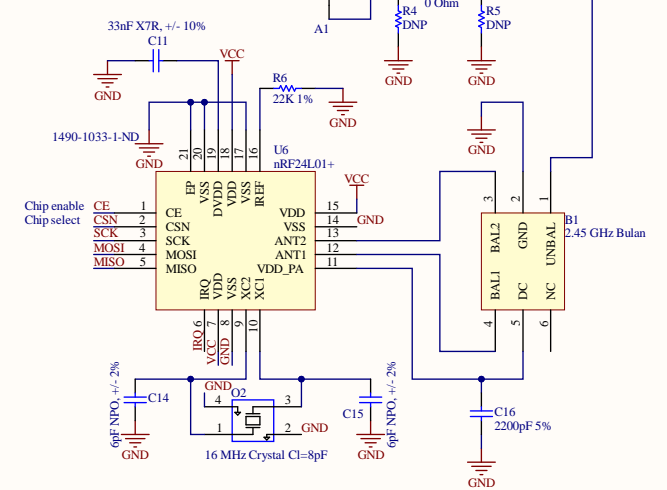 0 Ohm
R4
DNP
R5
DNP
A1
GND
GND
33nF X7R, +/- 10%
C11
VCC
GND
R6
22K 1%
GND
GND
1490-1033-1-ND
GND
U6
nRF24L01+
21
20
19
18
17
16
EP
VSS
DVDD
VDD
VSS
IREF
Chip enable
Chip select
CE
CSN
SCK
MOSI
MISO
1
2
3
4
5
CE
CSN
SCK
MOSI
MISO
VDD
VSS
ANT2
ANT1
VDD_PA
15
14
13
12
11
VCC
GND
IRQ
VDD
VSS
XC2
XC1
6
7
8
9
10
IRQ
VCC
GND
3
2
1
BAL2
GND
UNBAL
B1
2.45 GHz Bulan
BAL1
DC
NC
4
5
6
6pF NPO, +/- 2%
C14
GND
GND
O2
4
3
1
2
GND
16 MHz Crystal Cl=8pF
C15
6pF NPO, +/- 2%
GND
C16
2200pF 5%
GND